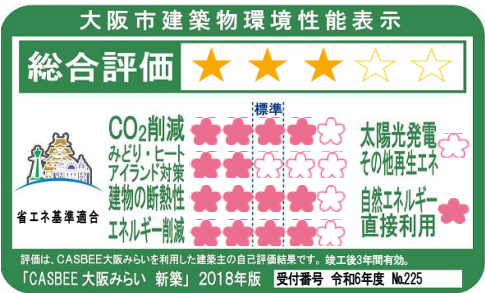 大阪市建築物環境性能表示
総合評価
標準
CO2削減
みどり・ヒート
アイランド対策
建物の断熱性
エネルギー削減
太陽光発電
その他再生エネ
自然エネルギー
直接利用
省エネ基準適合
評価は、CASBEE大阪みらいを利用した建築主の自己評価結果です。竣工後3年間有効。
「CASBEE大阪みらい 新築」2018年版 受付番号 令和6年度 №225